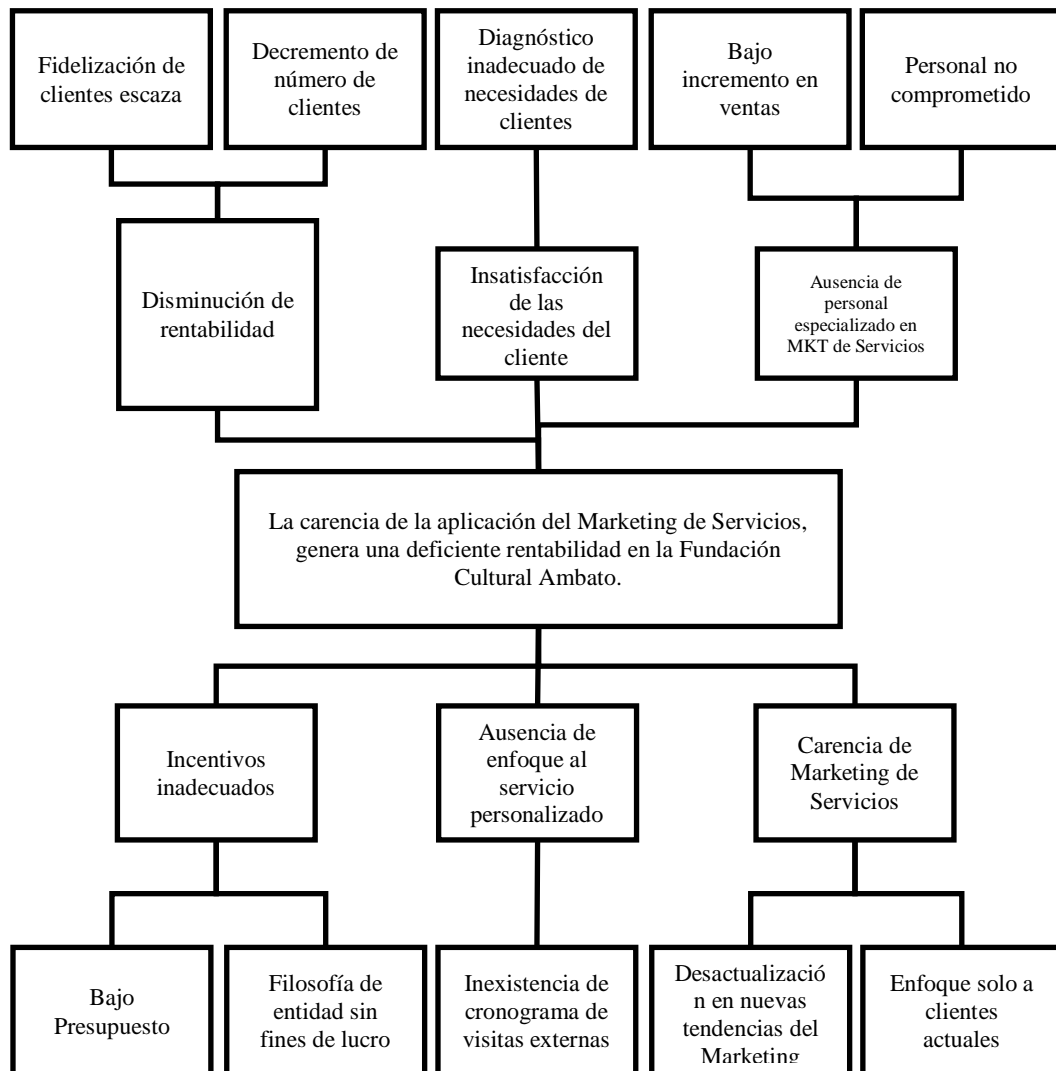 Fidelización de
clientes escaza
Decremento de
número de
clientes
Diagnóstico
inadecuado de
necesidades de
clientes
Bajo
incremento en
ventas
Personal no
comprometido
Disminución de
rentabilidad
Insatisfacción
de las
necesidades del
cliente
Ausencia de
personal
especializado en
MKT de Servicios
La carencia de la aplicación del Marketing de Servicios,
genera una deficiente rentabilidad en la Fundación
Cultural Ambato.
Incentivos
inadecuados
Ausencia de
enfoque al
servicio
personalizado
Carencia de
Marketing de
Servicios
Bajo
Presupuesto
Filosofía de
entidad sin
fines de lucro
Inexistencia de
cronograma de
visitas externas
Desactualizació
n en nuevas
tendencias del
Marketing
Enfoque solo a
clientes
actuales